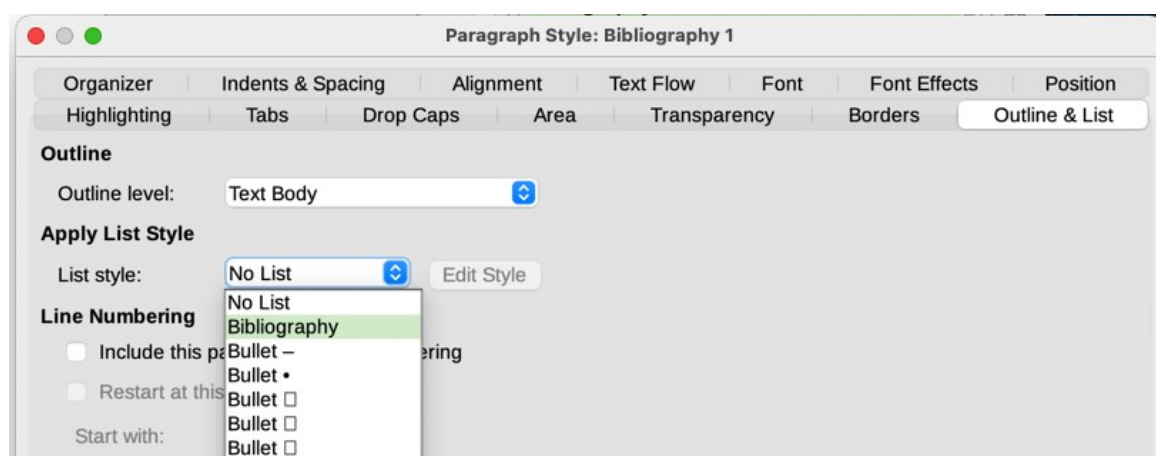 Paragraph Style: Bibliography 1
Organizer Indents & Spacing Alignment Text Flow Font Font Effects Position
Highlighting Tabs Drop Caps Area Transparency Borders Outline & List
Outline
Outline level: Text Body
Apply List Style
List style: No List Edit Style
No List
Line Numbering
Bibliography
Include this pa ering
Bullet –
Bullet •
Restart at this
Bullet □
Bullet □
Start with:
Bullet □